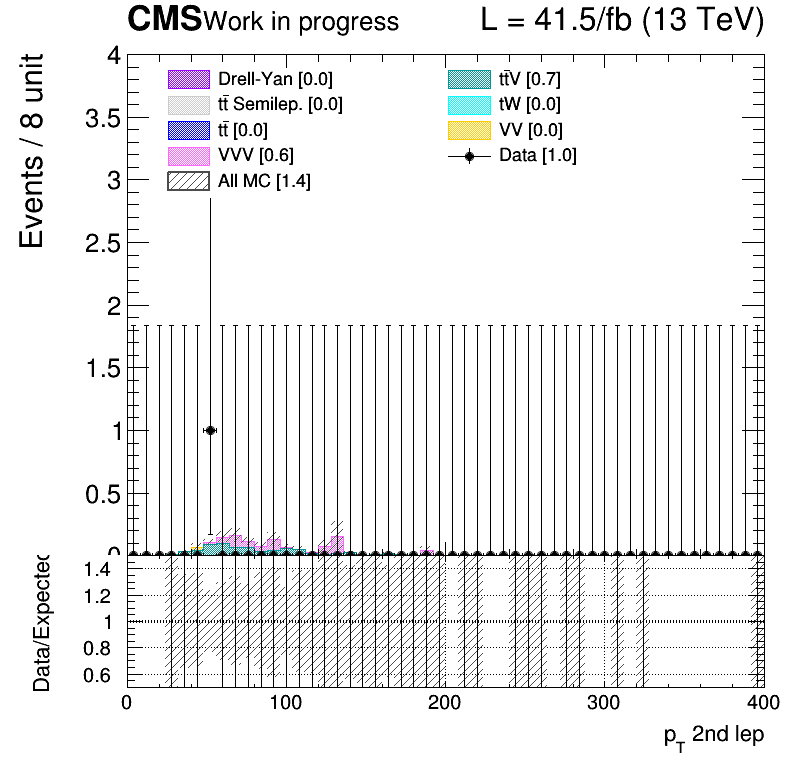 CMS Work in progress L = 41.5/fb (13 TeV)
Events / 8 unit
4
3.5
3
2.5
2
1.5
1
0.5
0
Drell-Yan [0.0]
tt̄ Semilep. [0.0]
tt̄ [0.0]
VVV [0.6]
All MC [1.4]
tt̄V [0.7]
tW [0.0]
VV [0.0]
Data [1.0]
Data/Expected
1.4
1.2
1
0.8
0.6
0 100 200 300 400
p_T 2nd lep